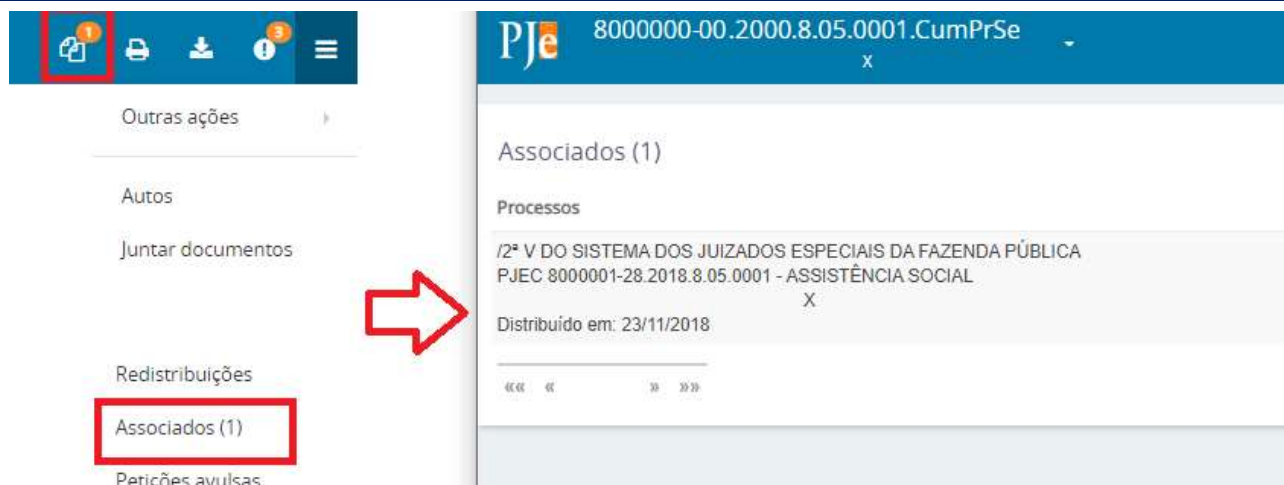 1
3
Outras ações
Autos
Juntar documentos
Redistribuições
Associados (1)
Petições avulsas
PJe 8000000-00.2000.8.05.0001.CumPrSe
x
Associados (1)
Processos
/2ª V DO SISTEMA DOS JUIZADOS ESPECIAIS DA FAZENDA PÚBLICA
PJEC 8000001-28.2018.8.05.0001 - ASSISTÊNCIA SOCIAL
X
Distribuído em: 23/11/2018
«« « » »»